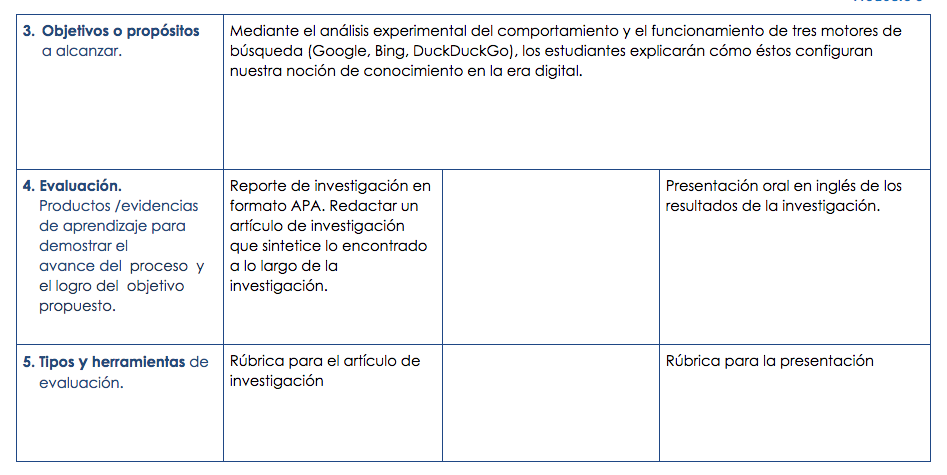 3. Objetivos o propósitos
a alcanzar.
Mediante el análisis experimental del comportamiento y el funcionamiento de tres motores de
búsqueda (Google, Bing, DuckDuckGo), los estudiantes explicarán cómo éstos configuran
nuestra noción de conocimiento en la era digital.
4. Evaluación.
Productos /evidencias
de aprendizaje para
demostrar el
avance del proceso y
el logro del objetivo
propuesto.
Reporte de investigación en
formato APA. Redactar un
artículo de investigación
que sintetice lo encontrado
a lo largo de la
investigación.
Presentación oral en inglés de los
resultados de la investigación.
5. Tipos y herramientas de
evaluación.
Rúbrica para el artículo de
investigación
Rúbrica para la presentación